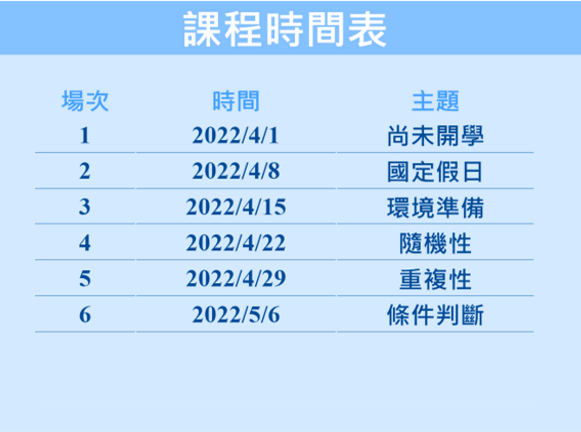 課程時間表
場次 時間 主題
1 2022/4/1 尚未開學
2 2022/4/8 國定假日
3 2022/4/15 環境準備
4 2022/4/22 隨機性
5 2022/4/29 重複性
6 2022/5/6 條件判斷